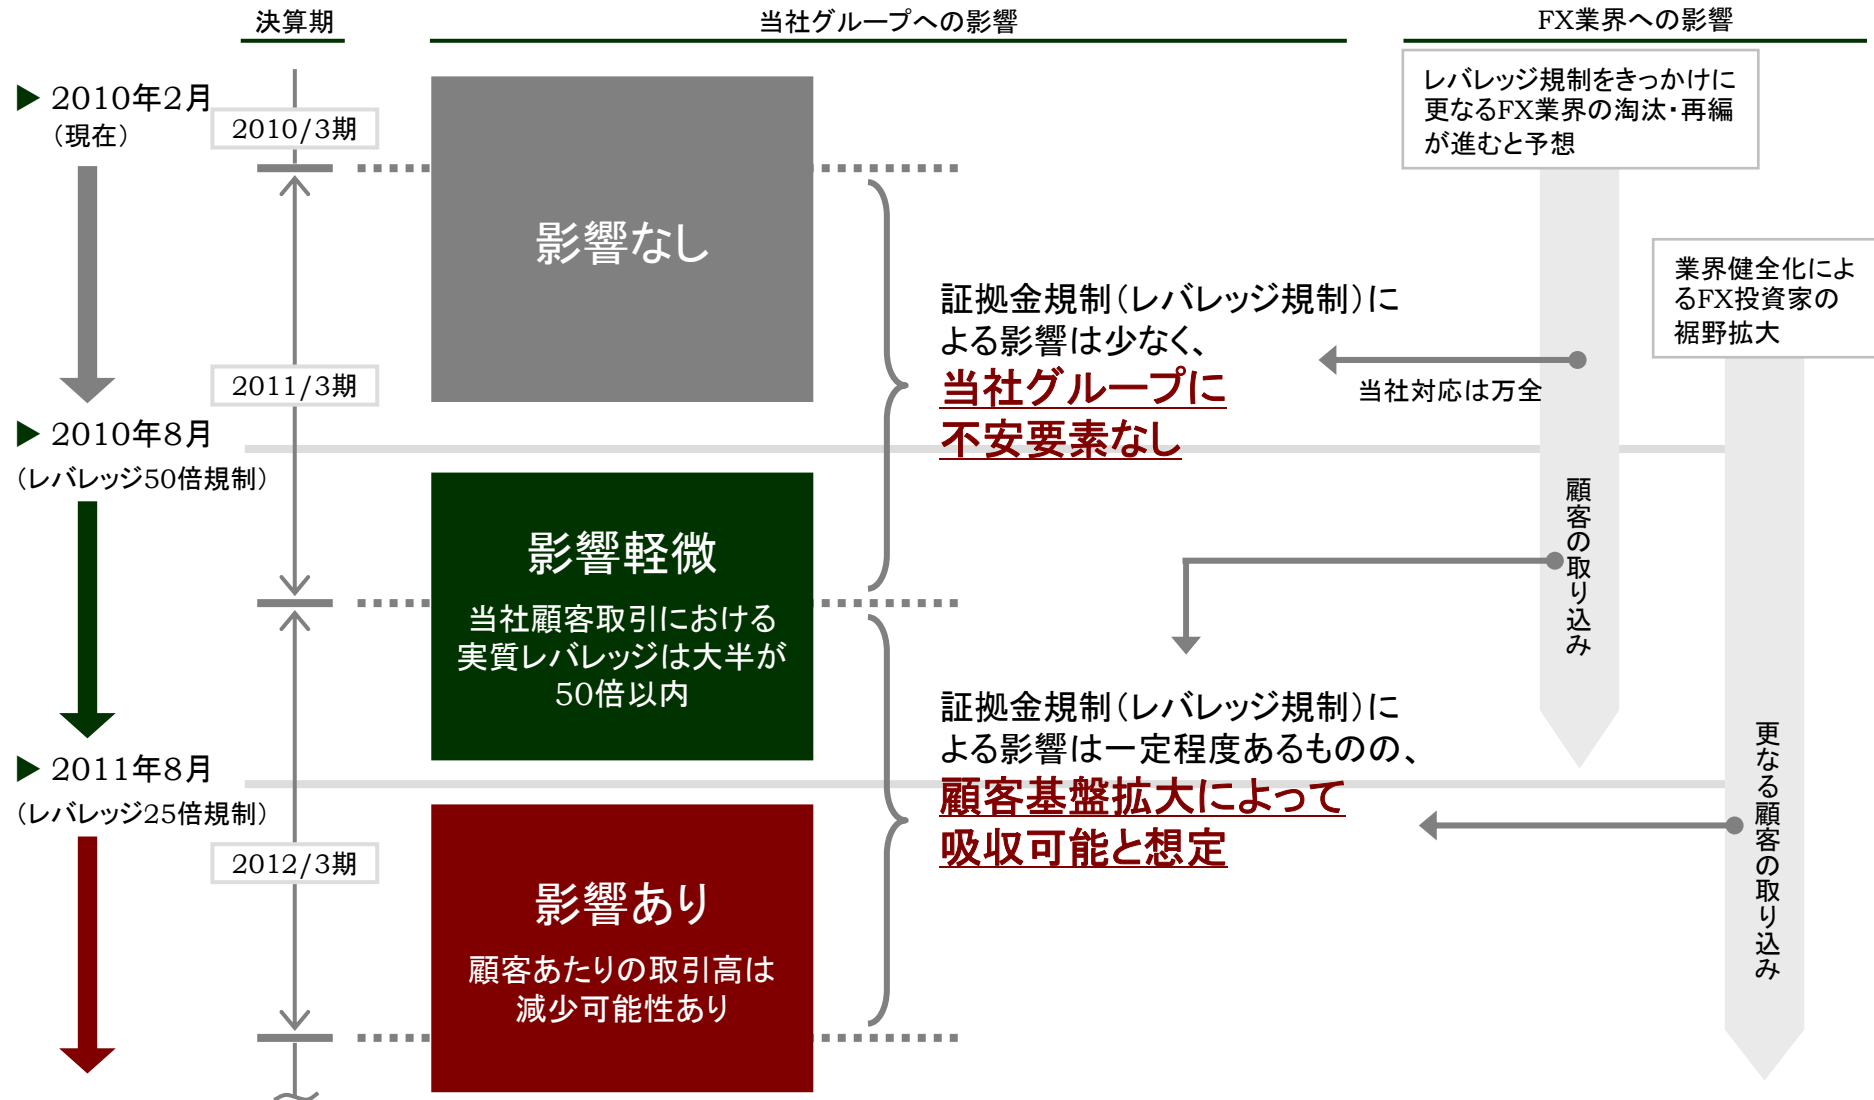 決算期
当社グループへの影響
FX業界への影響
▶ 2010年2月
（現在）
2010/3期
2011/3期
▶ 2010年8月
（レバレッジ50倍規制）
▶ 2011年8月
（レバレッジ25倍規制）
2012/3期
影響なし
影響軽微
当社顧客取引における
実質レバレッジは大半が
50倍以内
影響あり
顧客あたりの取引高は
減少可能性あり
証拠金規制（レバレッジ規制）に
よる影響は少なく、
当社グループに
不安要素なし
証拠金規制（レバレッジ規制）に
よる影響は一定程度あるものの、
顧客基盤拡大によって
吸収可能と想定
レバレッジ規制をきっかけに
更なるFX業界の淘汰・再編
が進むと予想
業界健全化によ
るFX投資家の
裾野拡大
当社対応は万全
顧客の取り込み
更なる顧客の取り込み